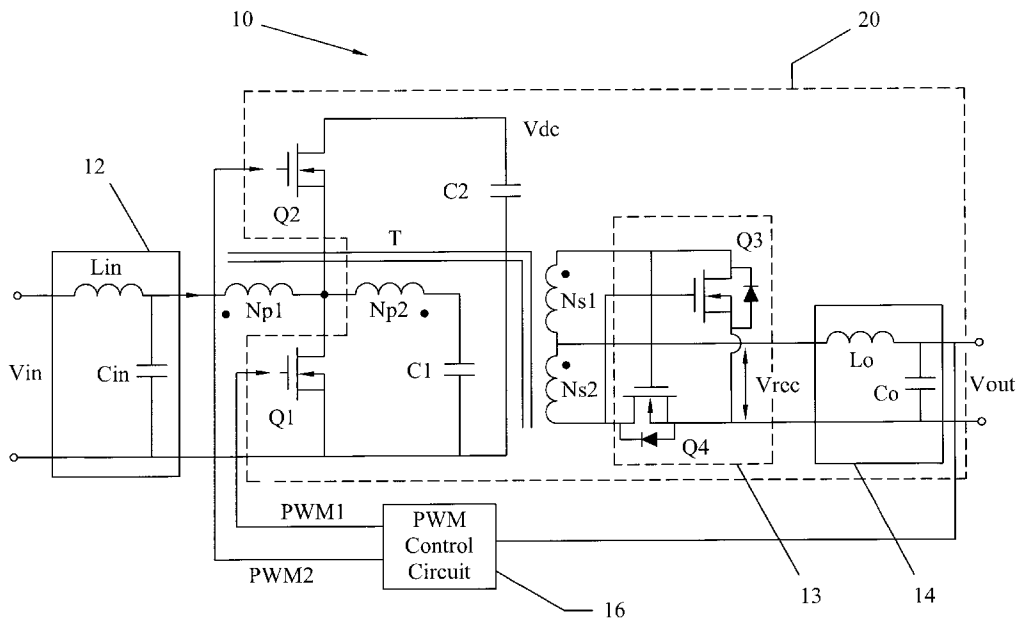 10
20
12
Vdc
C2
Q2
T
Q3
Lin
Np1
Np2
Ns1
Vin
Cin
Q1
C1
Ns2
Vrec
Lo
Co
Vout
Q4
PWM1
PWM
Control
Circuit
PWM2
16
13
14